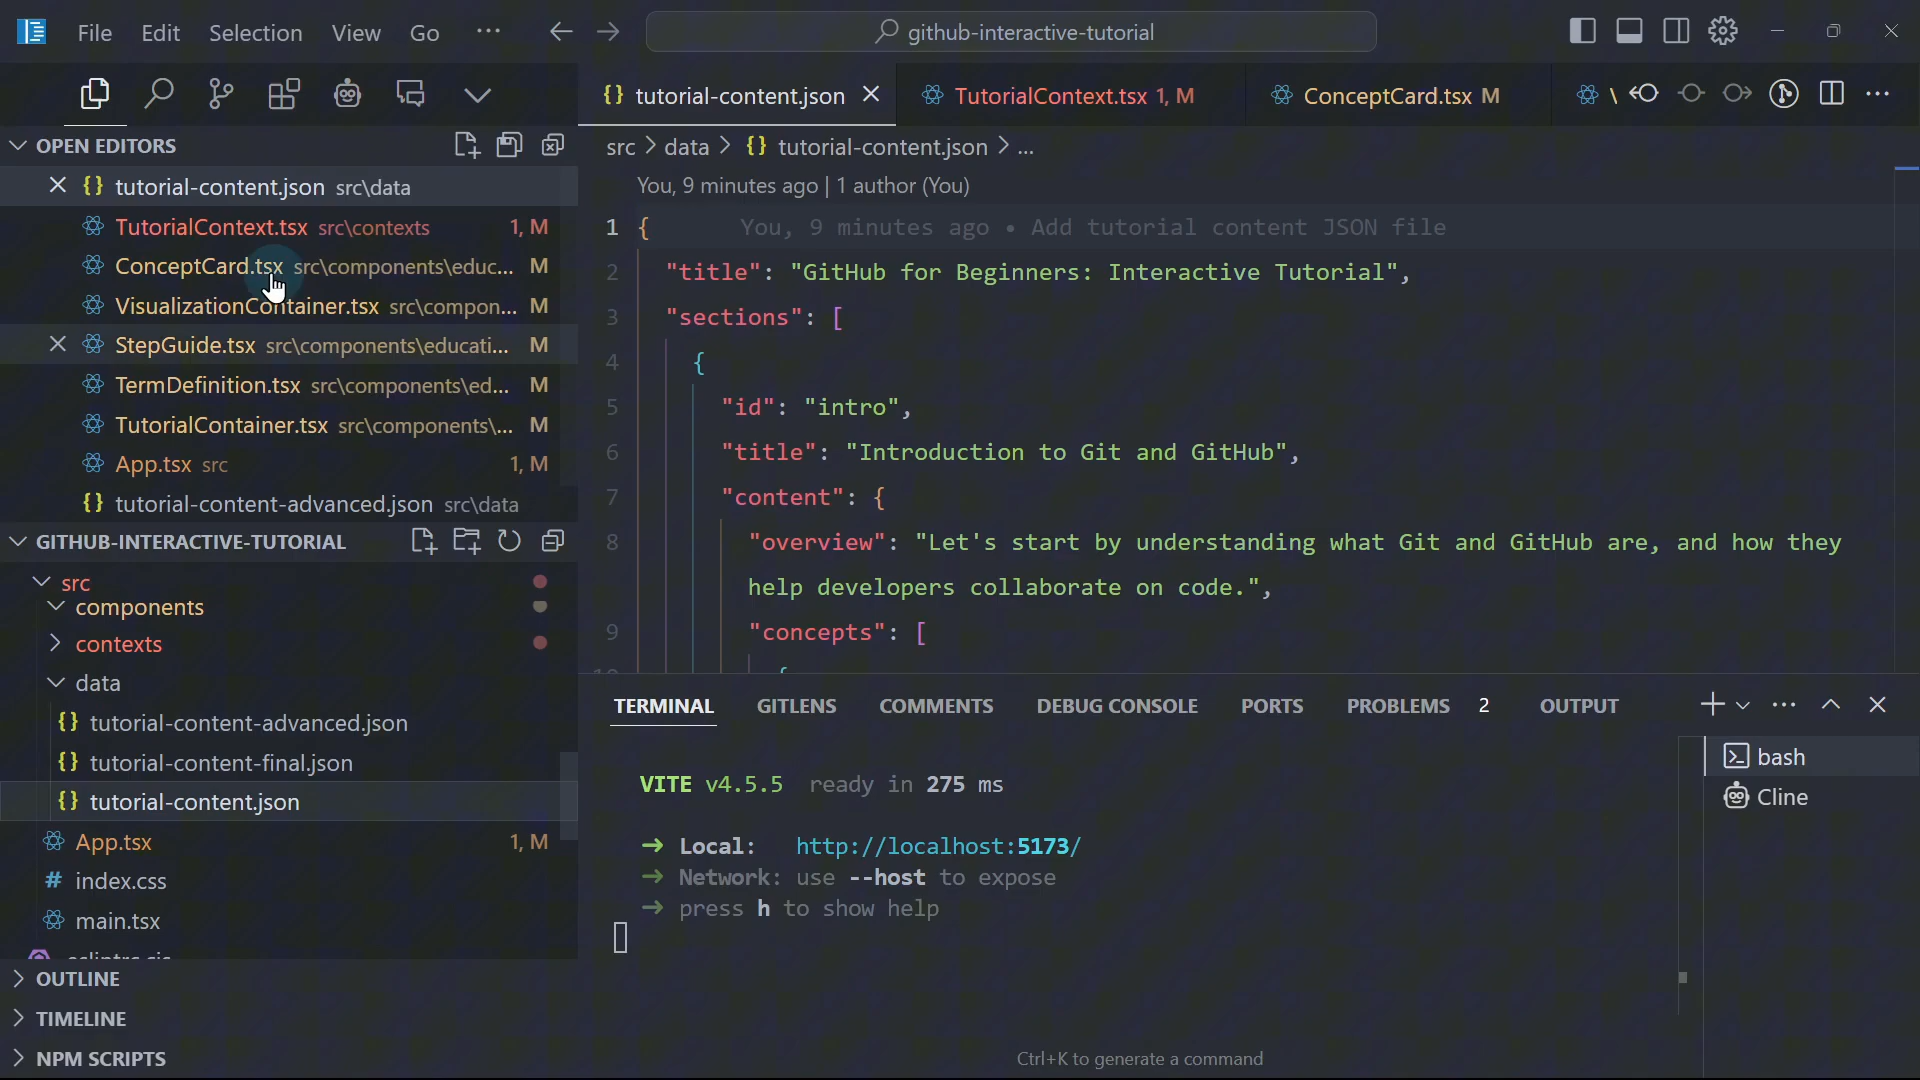 File Edit Selection View Go ··· github-interactive-tutorial
{} tutorial-content.json TutorialContext.tsx 1, M ConceptCard.tsx M
OPEN EDITORS
{} tutorial-content.json src\data
TutorialContext.tsx src\contexts 1, M
ConceptCard.tsx src\components\educ... M
VisualizationContainer.tsx src\compon... M
StepGuide.tsx src\components\educati... M
TermDefinition.tsx src\components\ed... M
TutorialContainer.tsx src\components\... M
App.tsx src 1, M
{} tutorial-content-advanced.json src\data
GITHUB-INTERACTIVE-TUTORIAL
src
components
contexts
data
{} tutorial-content-advanced.json
{} tutorial-content-final.json
{} tutorial-content.json
App.tsx 1, M
# index.css
main.tsx
OUTLINE
TIMELINE
NPM SCRIPTS
src > data > {} tutorial-content.json > ...
You, 9 minutes ago | 1 author (You)
1 { You, 9 minutes ago • Add tutorial content JSON file
2 "title": "GitHub for Beginners: Interactive Tutorial",
3 "sections": [
4 {
5 "id": "intro",
6 "title": "Introduction to Git and GitHub",
7 "content": {
8 "overview": "Let's start by understanding what Git and GitHub are, and how they
help developers collaborate on code.",
9 "concepts": [
TERMINAL GITLENS COMMENTS DEBUG CONSOLE PORTS PROBLEMS 2 OUTPUT
VITE v4.5.5 ready in 275 ms
➜ Local: http://localhost:5173/
➜ Network: use --host to expose
➜ press h to show help
bash
Cline
Ctrl+K to generate a command